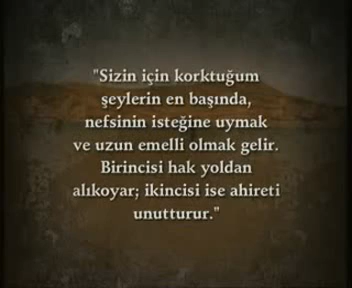 "Sizin için korktuğum
şeylerin en başında,
nefsinin isteğine uymak
ve uzun emelli olmak gelir.
Birincisi hak yoldan
alıkoyar; ikincisi ise ahireti
unutturur."